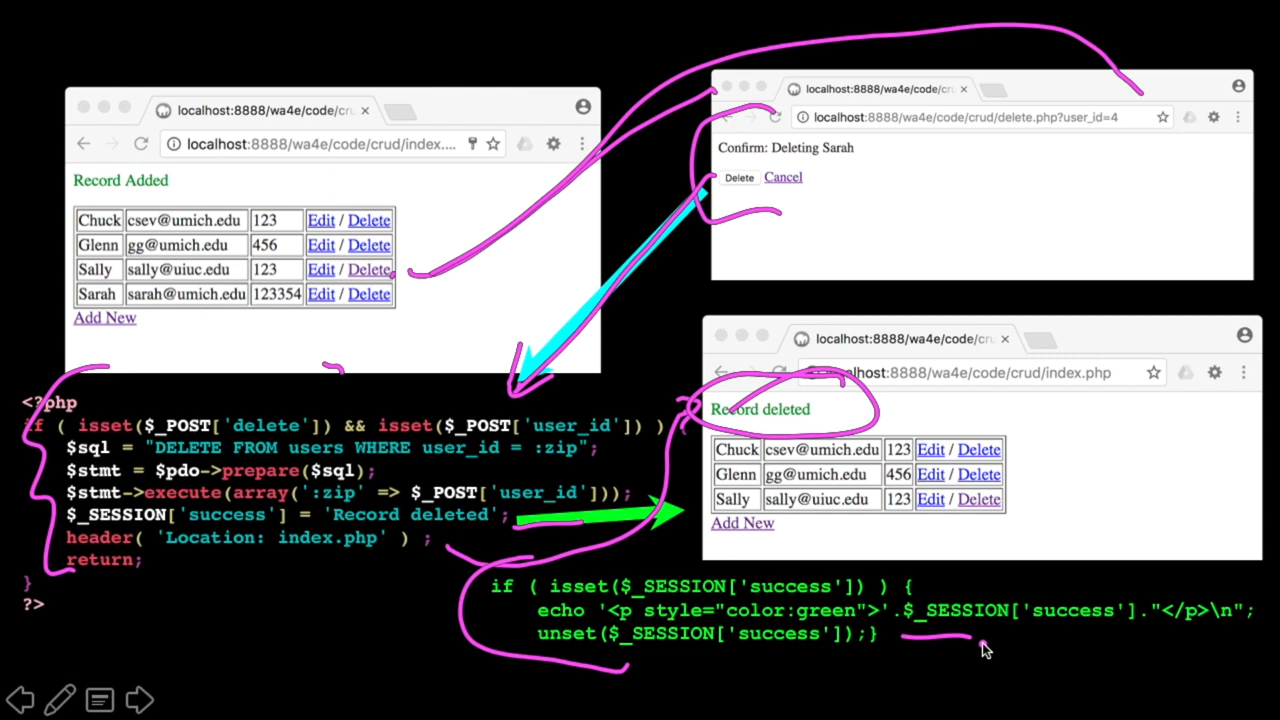 localhost:8888/wa4e/code/cru
localhost:8888/wa4e/code/crud/index....
Record Added
Chuck csev@umich.edu 123 Edit / Delete
Glenn gg@umich.edu 456 Edit / Delete
Sally sally@uiuc.edu 123 Edit / Delete
Sarah sarah@umich.edu 123354 Edit / Delete
Add New
localhost:8888/wa4e/code/cru
localhost:8888/wa4e/code/crud/delete.php?user_id=4
Confirm: Deleting Sarah
Delete Cancel
<?php
if ( isset($_POST['delete']) && isset($_POST['user_id']) ) {
$sql = "DELETE FROM users WHERE user_id = :zip";
$stmt = $pdo->prepare($sql);
$stmt->execute(array(':zip' => $_POST['user_id']));
$_SESSION['success'] = 'Record deleted';
header( 'Location: index.php' ) ;
return;
}
?>
localhost:8888/wa4e/code/cru
localhost:8888/wa4e/code/crud/index.php
Record deleted
Chuck csev@umich.edu 123 Edit / Delete
Glenn gg@umich.edu 456 Edit / Delete
Sally sally@uiuc.edu 123 Edit / Delete
Add New
if ( isset($_SESSION['success']) ) {
echo '<p style="color:green">'.$_SESSION['success']."</p>\n";
unset($_SESSION['success']);}